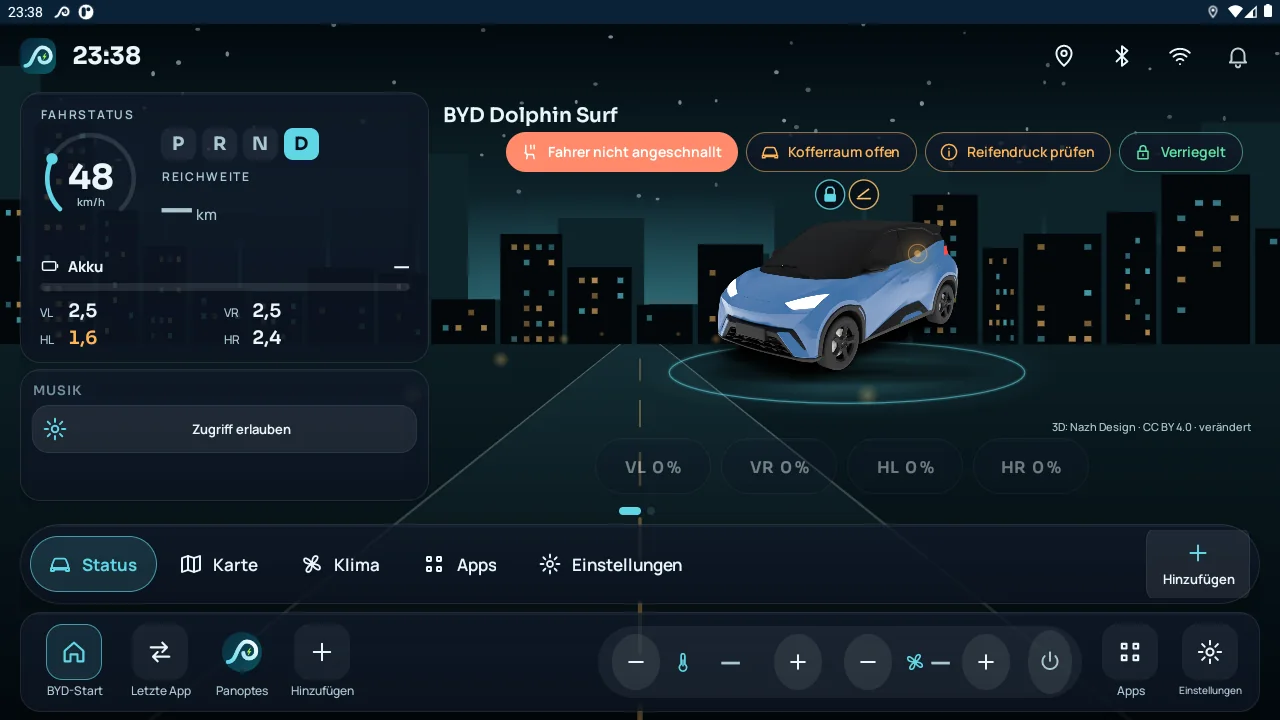 23:38
23:38
FAHRSTATUS
48
km/h
P R N D
REICHWEITE
— km
Akku —
VL 2,5 VR 2,5
HL 1,6 HR 2,4
MUSIK
Zugriff erlauben
BYD Dolphin Surf
Fahrer nicht angeschnallt
Kofferraum offen
Reifendruck prüfen
Verriegelt
3D: Nazh Design · CC BY 4.0 · verändert
VL 0 % VR 0 % HL 0 % HR 0 %
Status Karte Klima Apps Einstellungen
Hinzufügen
BYD-Start Letzte App Panoptes Hinzufügen
Apps Einstellungen